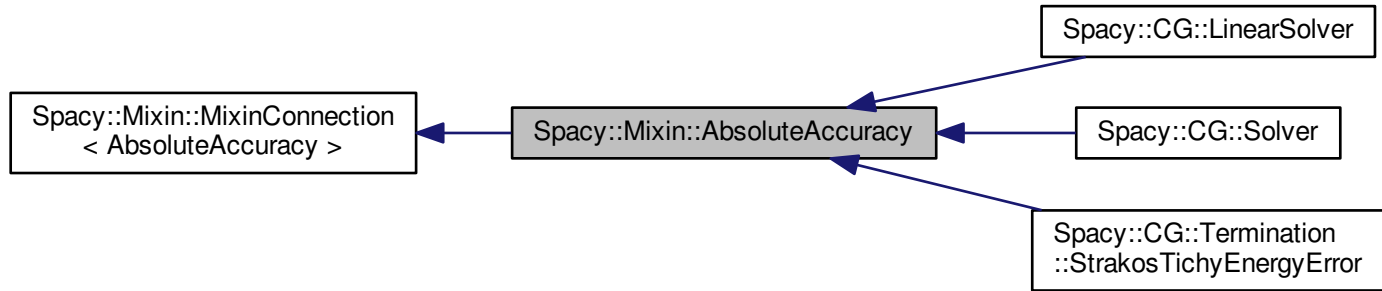 Spacy::Mixin::MixinConnection
< AbsoluteAccuracy >
Spacy::Mixin::AbsoluteAccuracy
Spacy::CG::LinearSolver
Spacy::CG::Solver
Spacy::CG::Termination
::StrakosTichyEnergyError